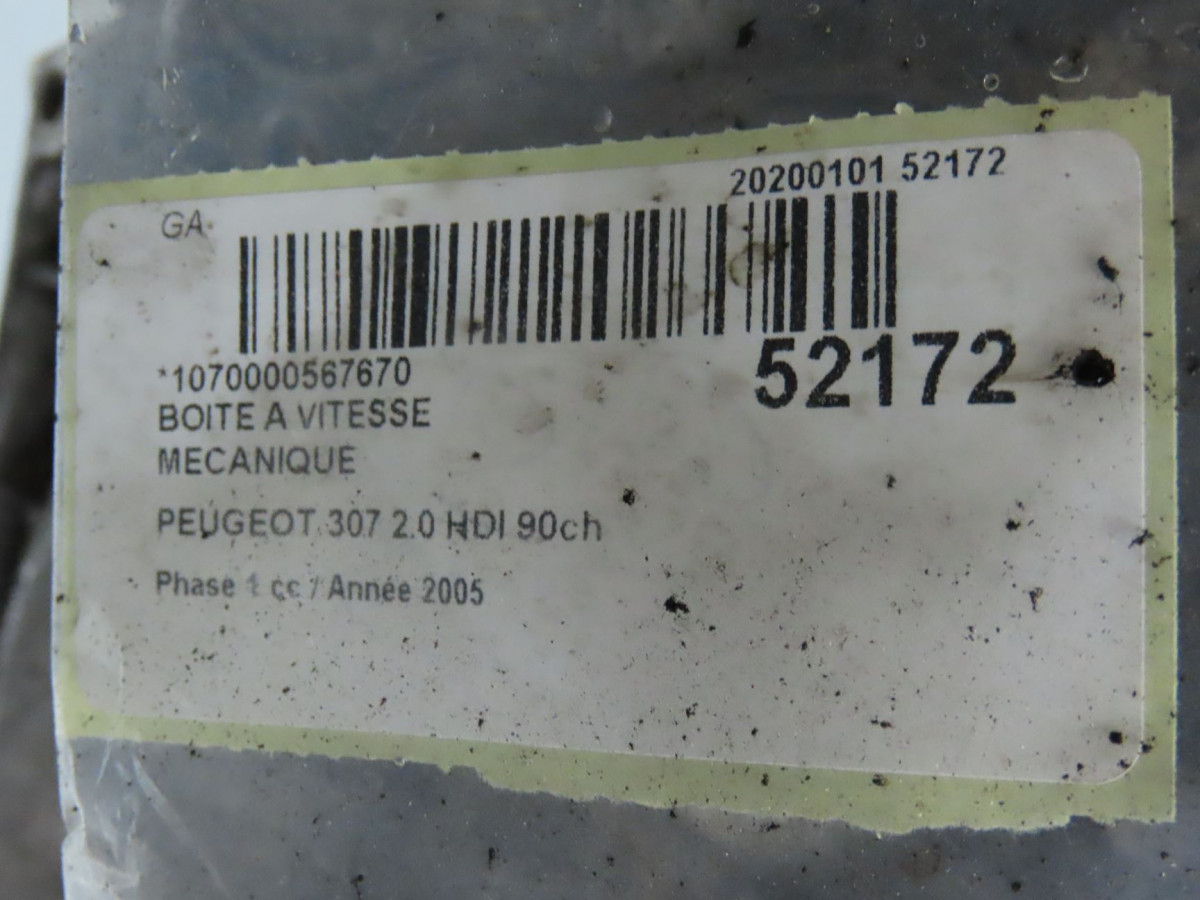 20200101 52172
GA
*1070000567670
52172
BOITE A VITESSE
MECANIQUE
PEUGEOT 307 2.0 HDI 90ch
Phase 1 cc / Année 2005